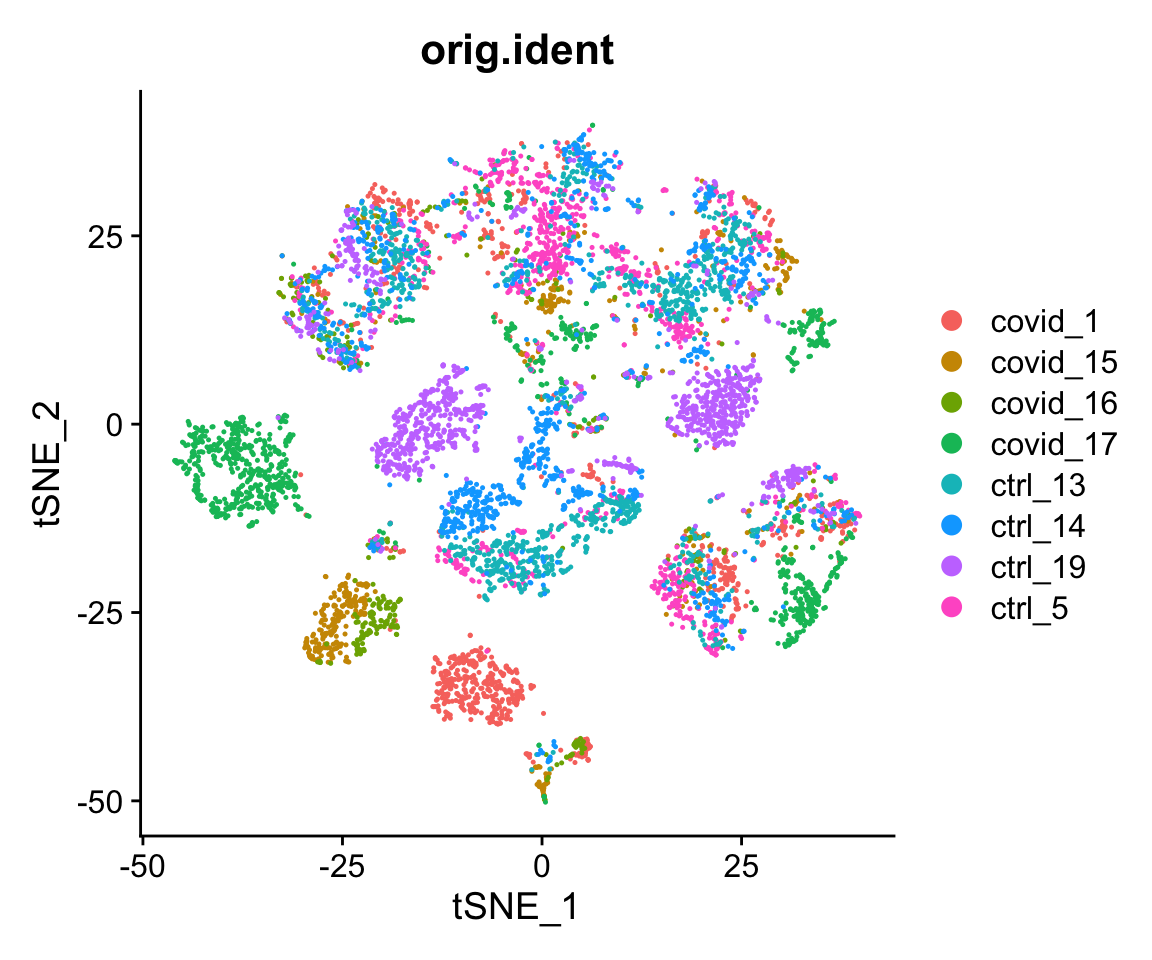 orig.ident
25
0
-25
-50
tSNE_2
-50
-25
0
25
tSNE_1
covid_1
covid_15
covid_16
covid_17
ctrl_13
ctrl_14
ctrl_19
ctrl_5